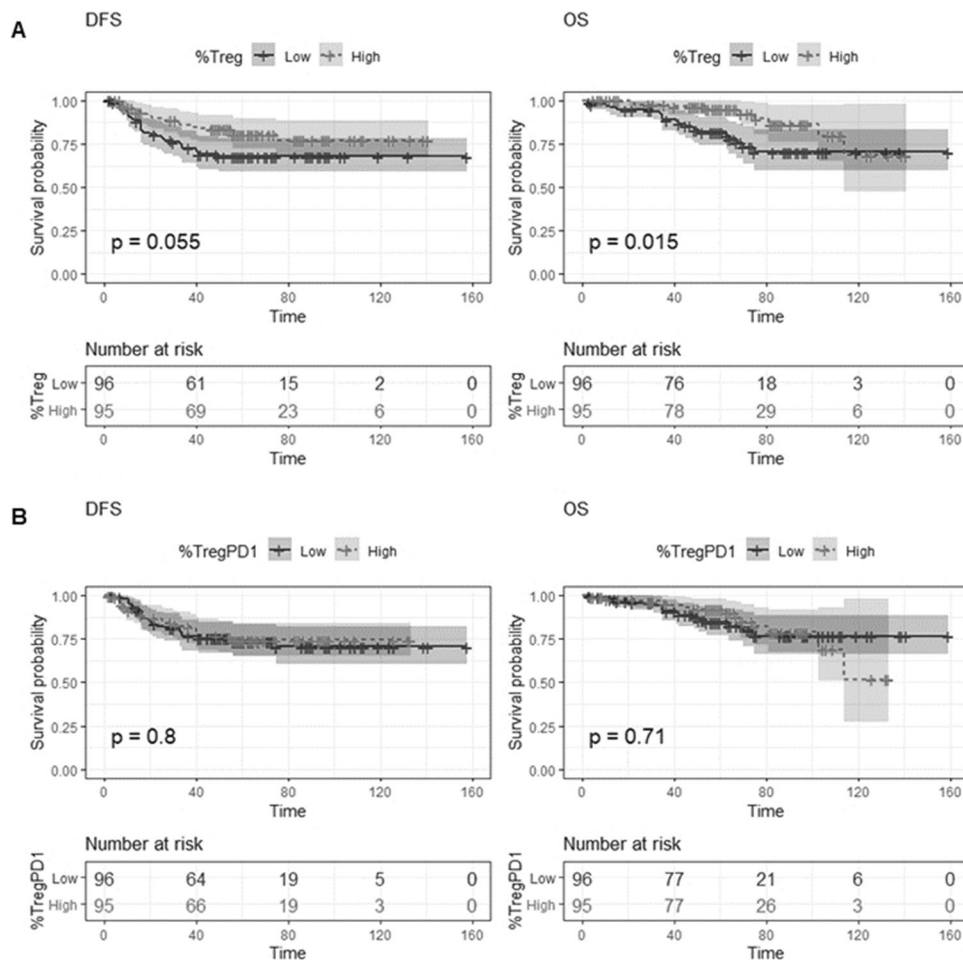 A
DFS
%Treg Low High
Survival probability
1.00
0.75
0.50
0.25
0.00
p = 0.055
0 40 80 120 160
Time
Number at risk
%Treg
Low 96 61 15 2 0
High 95 69 23 6 0
0 40 80 120 160
Time
OS
%Treg Low High
Survival probability
1.00
0.75
0.50
0.25
0.00
p = 0.015
0 40 80 120 160
Time
Number at risk
%Treg
Low 96 76 18 3 0
High 95 78 29 6 0
0 40 80 120 160
Time
B
DFS
%TregPD1 Low High
Survival probability
1.00
0.75
0.50
0.25
0.00
p = 0.8
0 40 80 120 160
Time
Number at risk
%TregPD1
Low 96 64 19 5 0
High 95 66 19 3 0
0 40 80 120 160
Time
OS
%TregPD1 Low High
Survival probability
1.00
0.75
0.50
0.25
0.00
p = 0.71
0 40 80 120 160
Time
Number at risk
%TregPD1
Low 96 77 21 6 0
High 95 77 26 3 0
0 40 80 120 160
Time